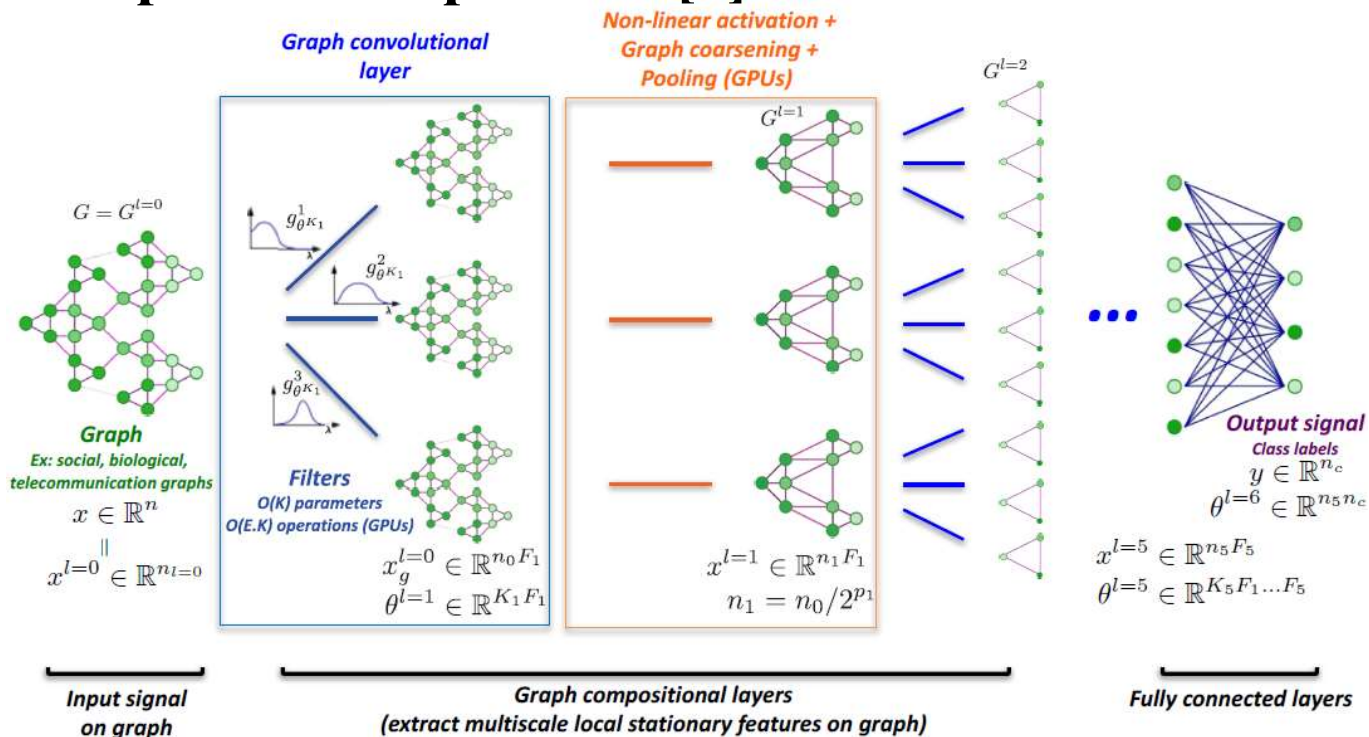 Graph convolutional
layer
Non-linear activation +
Graph coarsening +
Pooling (GPUs)
G = G^{l=0}
Graph
Ex: social, biological,
telecommunication graphs
x ∈ ℝ^n
=
x^{l=0} ∈ ℝ^{n_{l=0}}
g^1_{θ^{K_1}}
λ
g^2_{θ^{K_1}}
λ
g^3_{θ^{K_1}}
λ
Filters
O(K) parameters
O(E.K) operations (GPUs)
x_g^{l=0} ∈ ℝ^{n_0 F_1}
θ^{l=1} ∈ ℝ^{K_1 F_1}
G^{l=1}
x^{l=1} ∈ ℝ^{n_1 F_1}
n_1 = n_0/2^{p_1}
G^{l=2}
...
Output signal
Class labels
y ∈ ℝ^{n_c}
θ^{l=6} ∈ ℝ^{n_5 n_c}
x^{l=5} ∈ ℝ^{n_5 F_5}
θ^{l=5} ∈ ℝ^{K_5 F_1...F_5}
Input signal
on graph
Graph compositional layers
(extract multiscale local stationary features on graph)
Fully connected layers